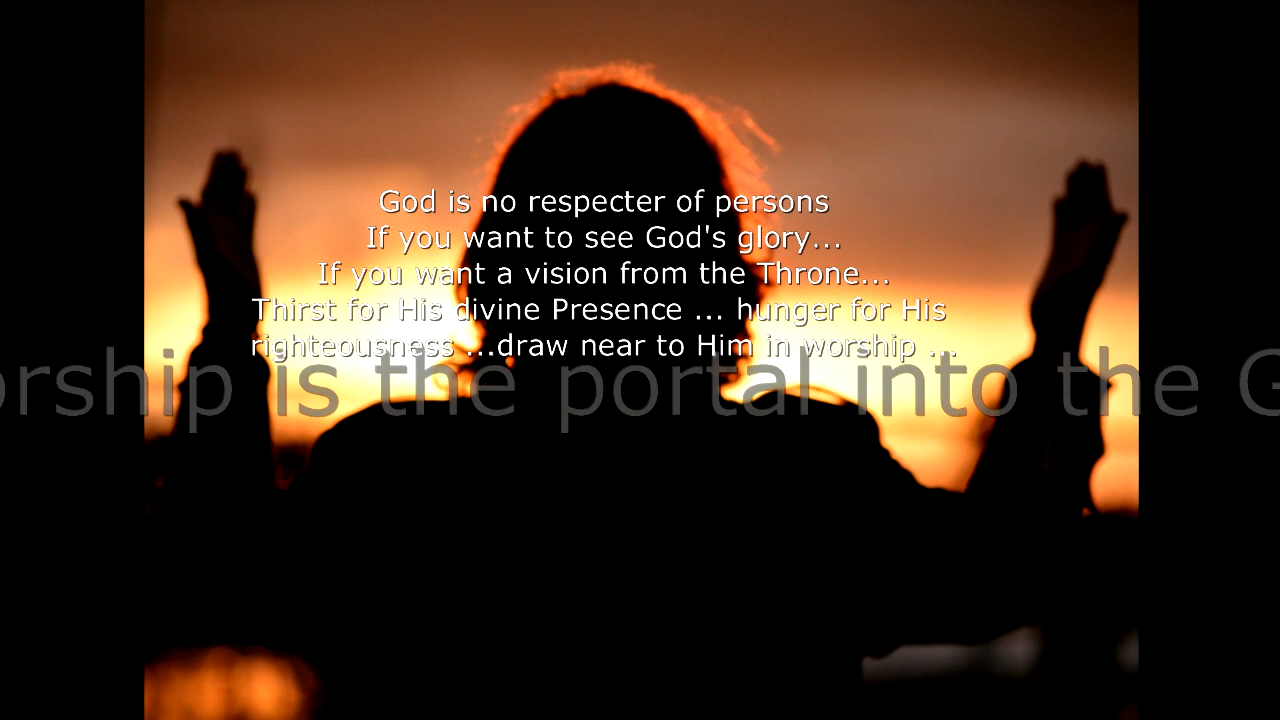 God is no respecter of persons
If you want to see God's glory...
If you want a vision from the Throne...
Thirst for His divine Presence ... hunger for His
righteousness ...draw near to Him in worship ...
orship is the portal into the G